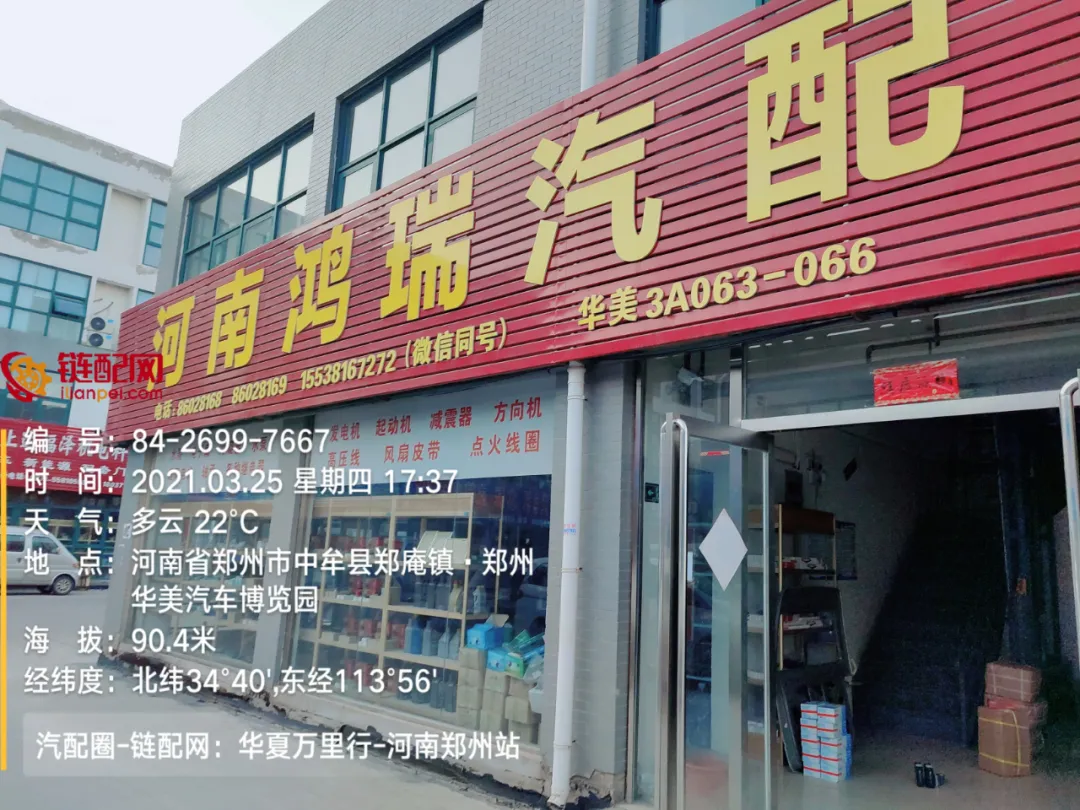 河南鸿瑞汽配
电话:86028168 86028169 15538167272(微信同号) 华美3A063-066
发电机 起动机 减震器 方向机
高压线 风扇皮带 点火线圈
链配网
ilianpei.com
编 号:84-2699-7667
时 间:2021.03.25 星期四 17:37
天 气:多云 22°C
地 点:河南省郑州市中牟县郑庵镇·郑州
华美汽车博览园
海 拔:90.4米
经纬度:北纬34°40',东经113°56'
汽配圈-链配网:华夏万里行-河南郑州站